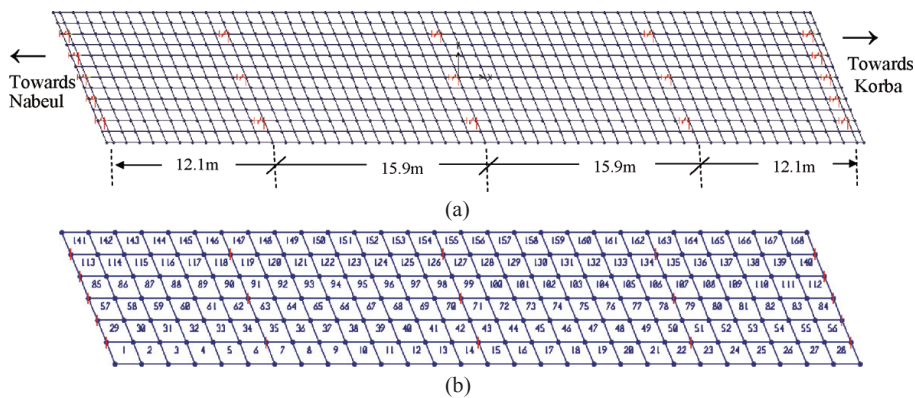 Towards
Nabeul
Towards
Korba
12.1m 15.9m 15.9m 12.1m
(a)
141 142 143 144 145 146 147 148 149 150 151 152 153 154 155 156 157 158 159 160 161 162 163 164 165 166 167 168
113 114 115 116 117 118 119 120 121 122 123 124 125 126 127 128 129 130 131 132 133 134 135 136 137 138 139 140
85 86 87 88 89 90 91 92 93 94 95 96 97 98 99 100 101 102 103 104 105 106 107 108 109 110 111 112
57 58 59 60 61 62 63 64 65 66 67 68 69 70 71 72 73 74 75 76 77 78 79 80 81 82 83 84
29 30 31 32 33 34 35 36 37 38 39 40 41 42 43 44 45 46 47 48 49 50 51 52 53 54 55 56
1 2 3 4 5 6 7 8 9 10 11 12 13 14 15 16 17 18 19 20 21 22 23 24 25 26 27 28
(b)